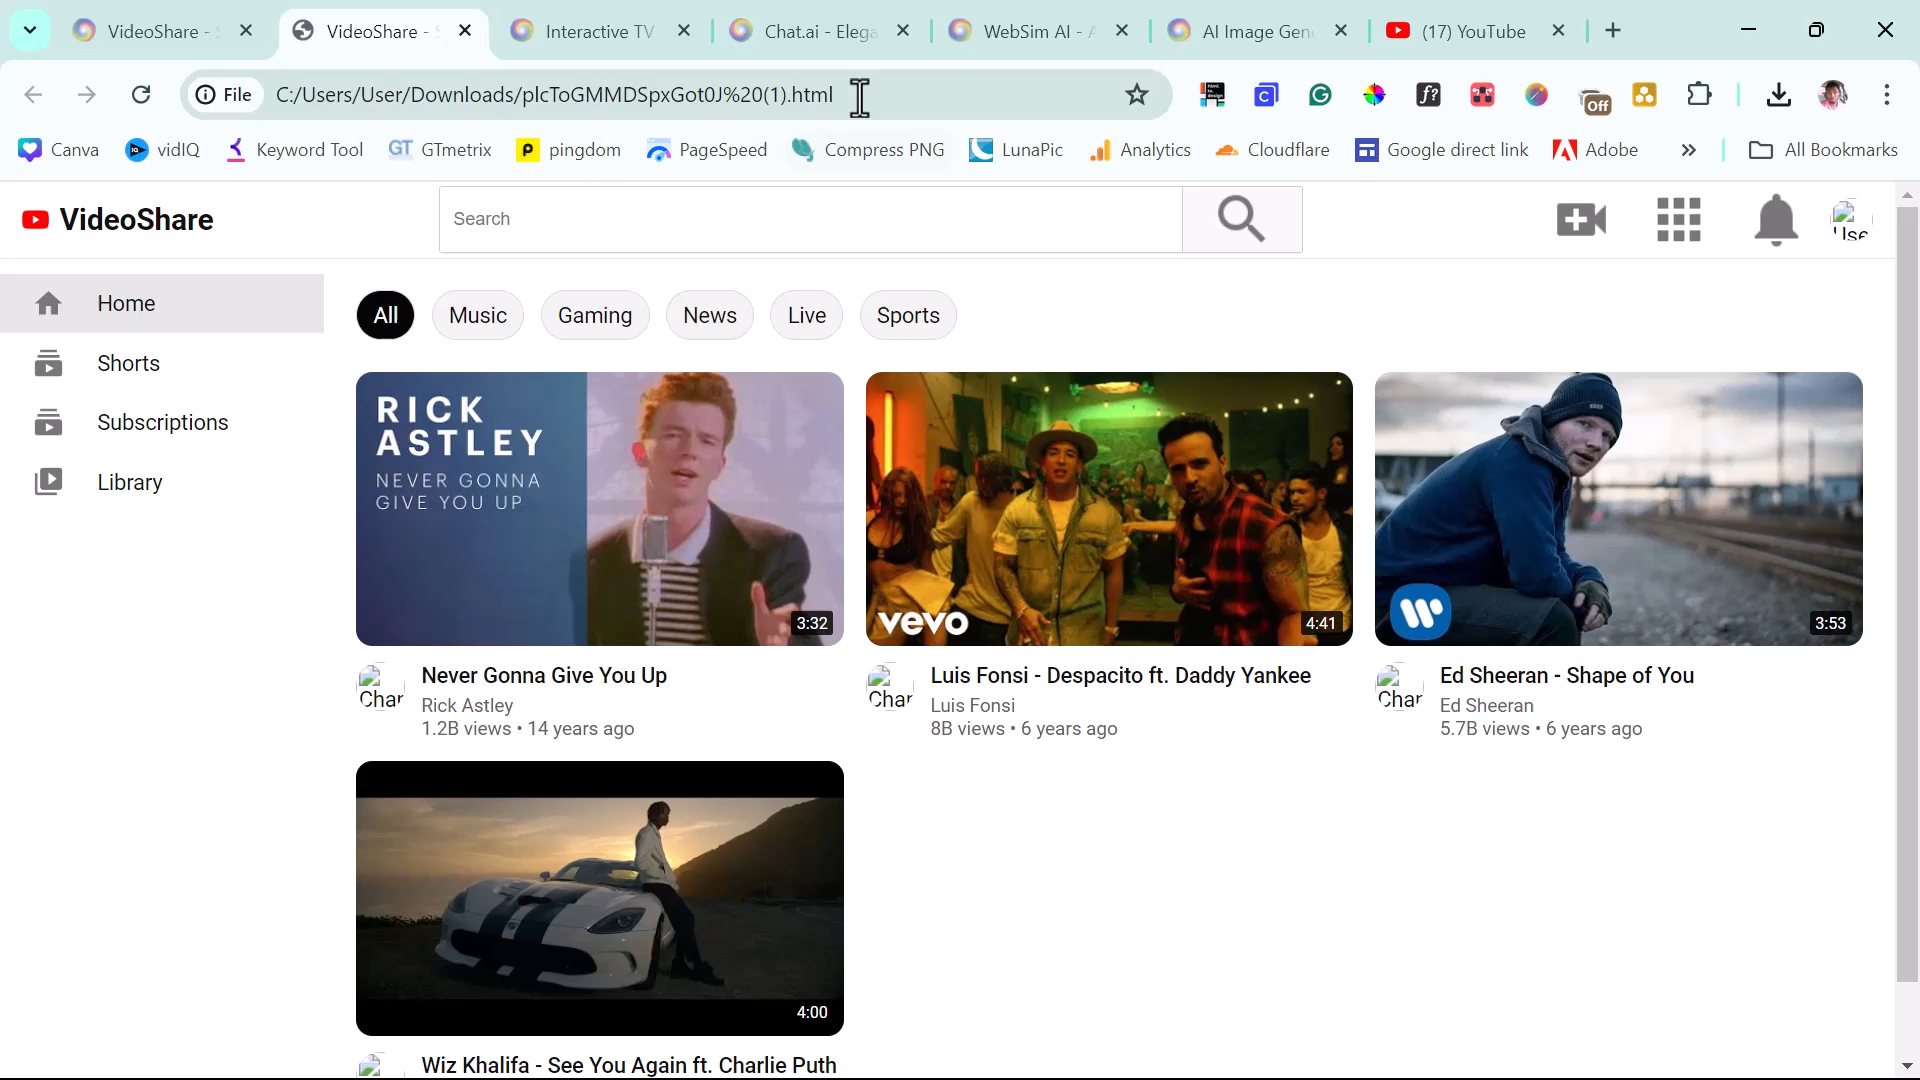 VideoShare - S
VideoShare - S
Interactive TV
Chat.ai - Elega
WebSim AI - A
AI Image Gen
(17) YouTube
File
C:/Users/User/Downloads/plcToGMMDSpxGot0J%20(1).html
Off
Canva
vidIQ
Keyword Tool
GT GTmetrix
pingdom
PageSpeed
Compress PNG
LunaPic
Analytics
Cloudflare
Google direct link
Adobe
All Bookmarks
VideoShare
Search
Use
Home
Shorts
Subscriptions
Library
All
Music
Gaming
News
Live
Sports
RICK
ASTLEY
NEVER GONNA
GIVE YOU UP
3:32
vevo
4:41
W
3:53
Char
Never Gonna Give You Up
Rick Astley
1.2B views • 14 years ago
Char
Luis Fonsi - Despacito ft. Daddy Yankee
Luis Fonsi
8B views • 6 years ago
Char
Ed Sheeran - Shape of You
Ed Sheeran
5.7B views • 6 years ago
4:00
Wiz Khalifa - See You Again ft. Charlie Puth